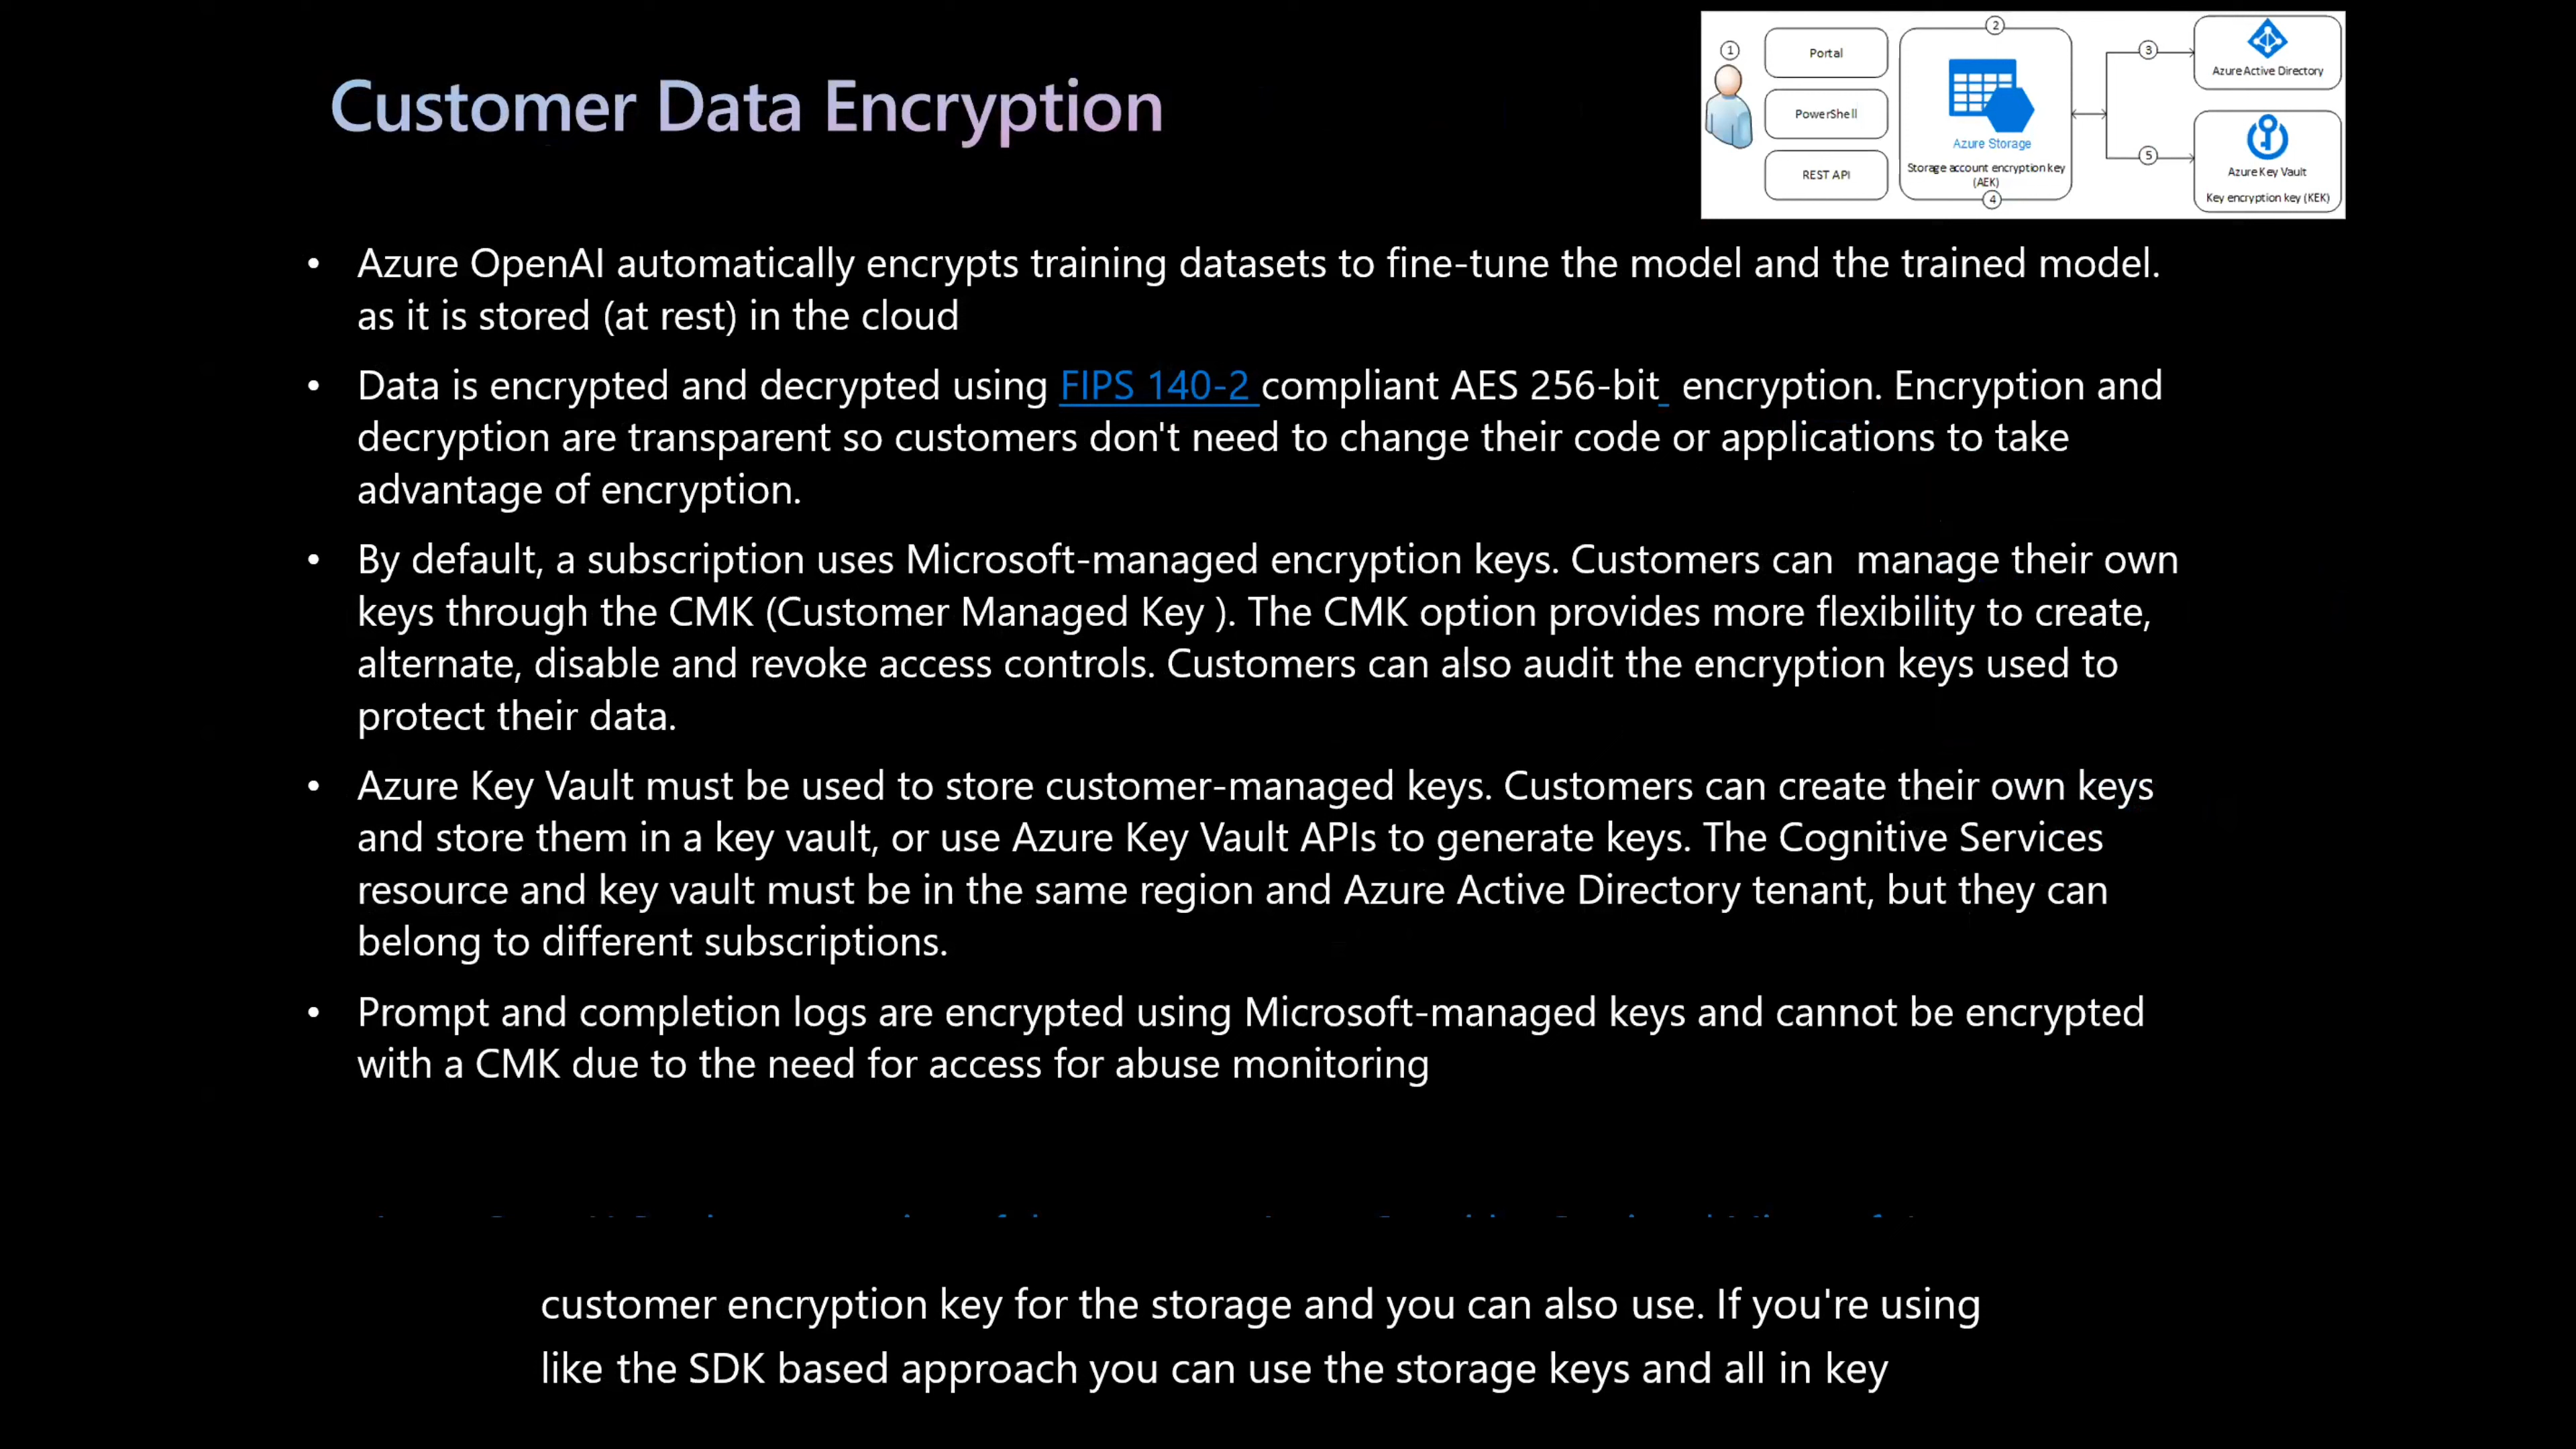 Customer Data Encryption
1
Portal
PowerShell
REST API
2
Azure Storage
Storage account encryption key
(AEK)
4
3
Azure Active Directory
5
Azure Key Vault
Key encryption key (KEK)
• Azure OpenAI automatically encrypts training datasets to fine-tune the model and the trained model.
as it is stored (at rest) in the cloud
• Data is encrypted and decrypted using FIPS 140-2 compliant AES 256-bit  encryption. Encryption and
decryption are transparent so customers don't need to change their code or applications to take
advantage of encryption.
• By default, a subscription uses Microsoft-managed encryption keys. Customers can  manage their own
keys through the CMK (Customer Managed Key ). The CMK option provides more flexibility to create,
alternate, disable and revoke access controls. Customers can also audit the encryption keys used to
protect their data.
• Azure Key Vault must be used to store customer-managed keys. Customers can create their own keys
and store them in a key vault, or use Azure Key Vault APIs to generate keys. The Cognitive Services
resource and key vault must be in the same region and Azure Active Directory tenant, but they can
belong to different subscriptions.
• Prompt and completion logs are encrypted using Microsoft-managed keys and cannot be encrypted
with a CMK due to the need for access for abuse monitoring
customer encryption key for the storage and you can also use. If you're using
like the SDK based approach you can use the storage keys and all in key